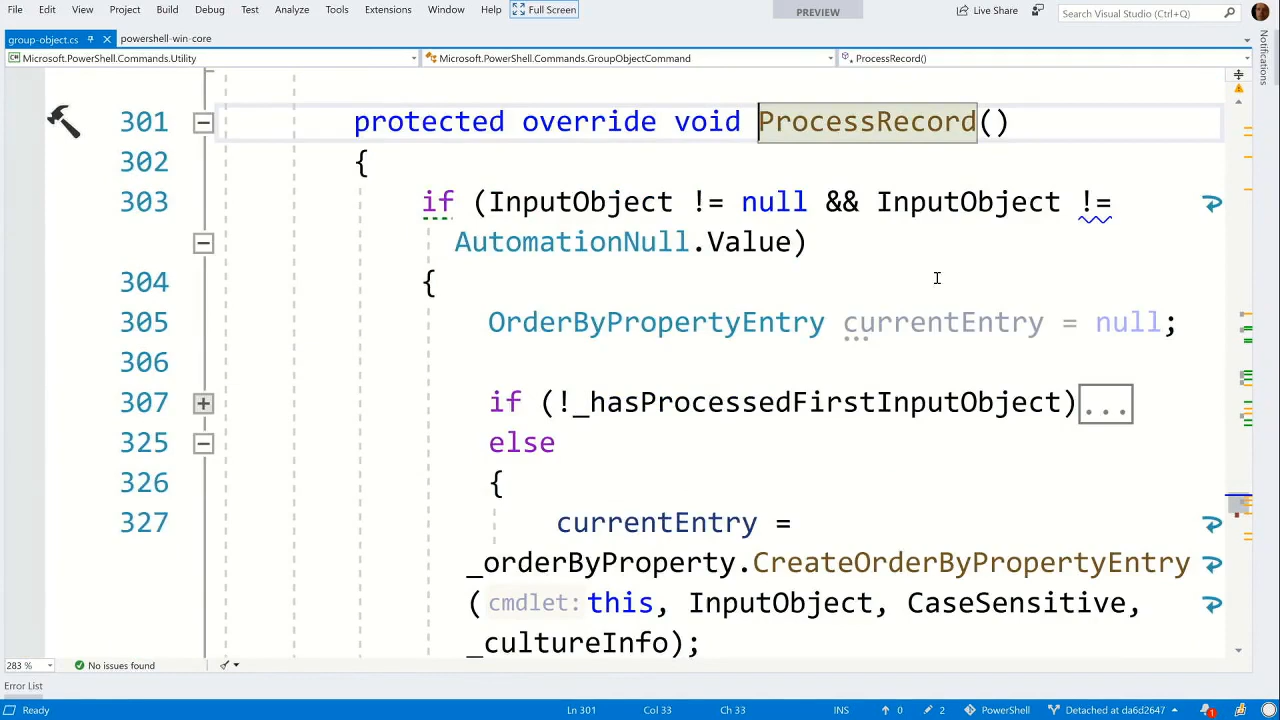 File Edit View Project Build Debug Test Analyze Tools Extensions Window Help Full Screen PREVIEW Live Share Search Visual Studio (Ctrl+Q)
group-object.cs powershell-win-core
Microsoft.PowerShell.Commands.Utility Microsoft.PowerShell.Commands.GroupObjectCommand ProcessRecord()
Notifications
301 protected override void ProcessRecord()
302 {
303 if (InputObject != null && InputObject !=
AutomationNull.Value)
304 {
305 OrderByPropertyEntry currentEntry = null;
306
307 if (!_hasProcessedFirstInputObject)...
325 else
326 {
327 currentEntry =
_orderByProperty.CreateOrderByPropertyEntry
(cmdlet: this, InputObject, CaseSensitive,
_cultureInfo);
283 % No issues found
Error List
Ready Ln 301 Col 33 Ch 33 INS 0 2 PowerShell Detached at da6d2647 1